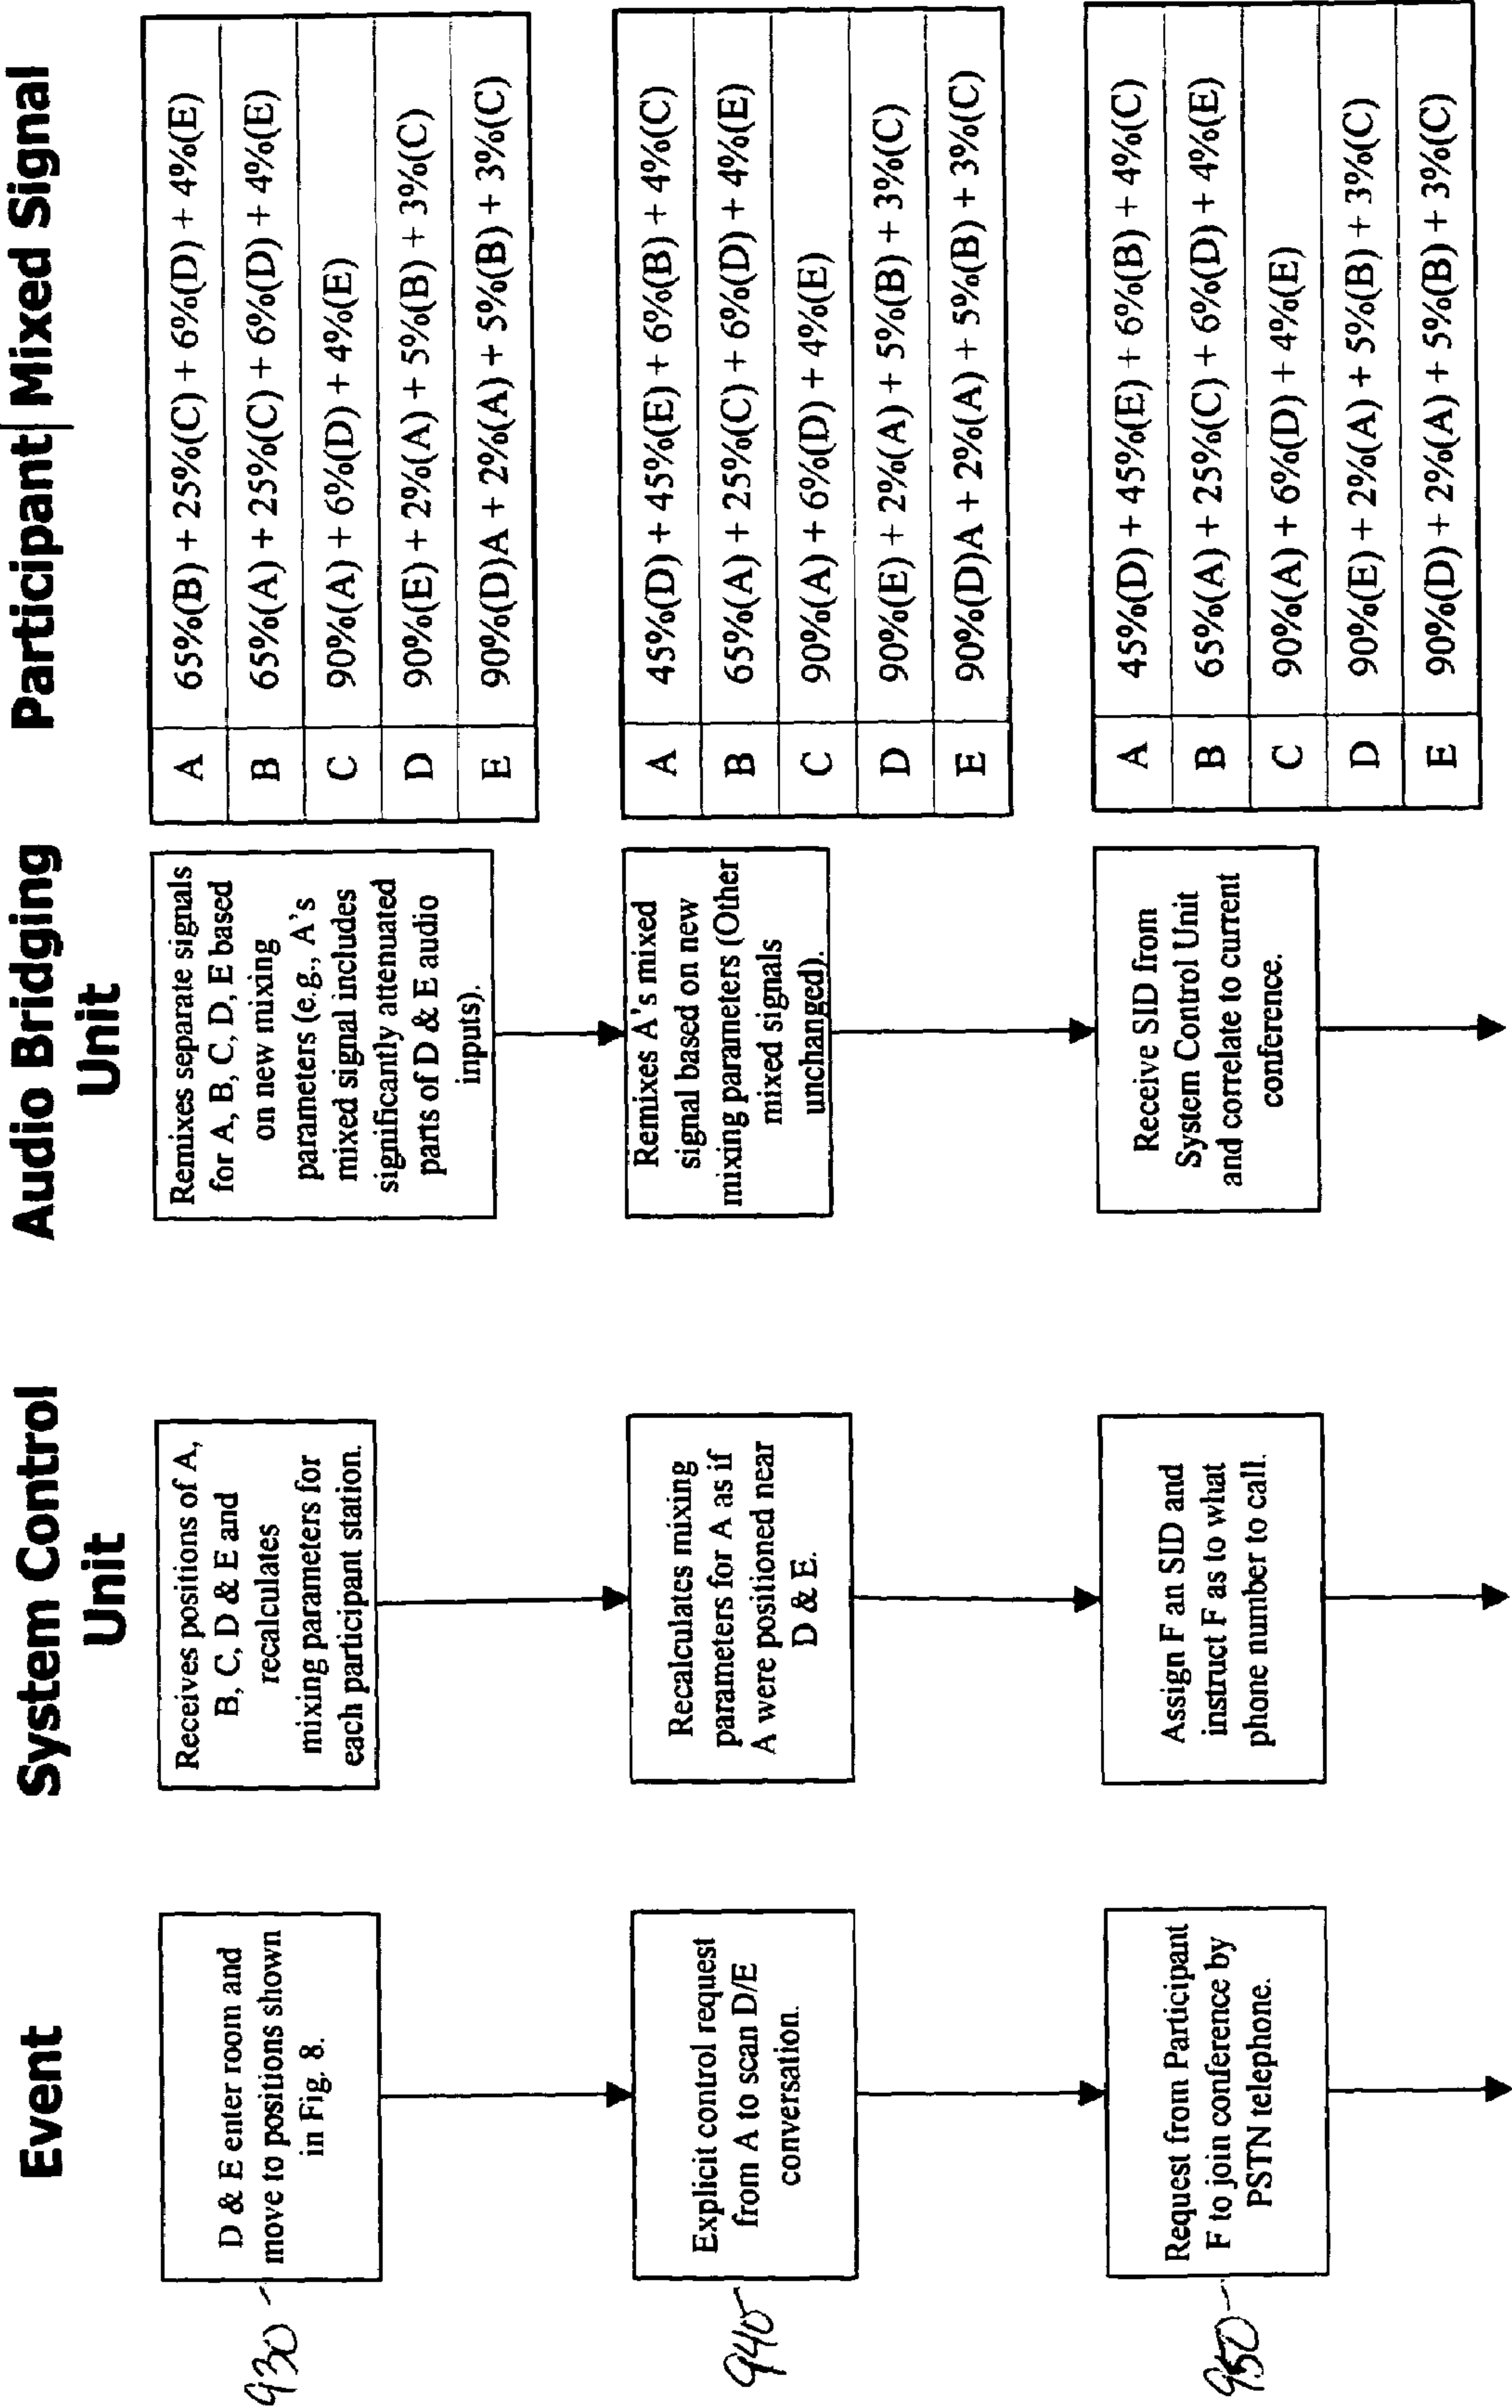 Event
System Control
Unit
Audio Bridging
Unit
Participant | Mixed Signal
930
D & E enter room and
move to positions shown
in Fig. 8.
Receives positions of A,
B, C, D & E and
recalculates
mixing parameters for
each participant station.
Remixes separate signals
for A, B, C, D, E based
on new mixing
parameters (e.g., A's
mixed signal includes
significantly attenuated
parts of D & E audio
inputs).
A 65%(B) + 25%(C) + 6%(D) + 4%(E)
B 65%(A) + 25%(C) + 6%(D) + 4%(E)
C 90%(A) + 6%(D) + 4%(E)
D 90%(E) + 2%(A) + 5%(B) + 3%(C)
E 90%(D)A + 2%(A) + 5%(B) + 3%(C)
940
Explicit control request
from A to scan D/E
conversation.
Recalculates mixing
parameters for A as if
A were positioned near
D & E.
Remixes A's mixed
signal based on new
mixing parameters (Other
mixed signals
unchanged).
A 45%(D) + 45%(E) + 6%(B) + 4%(C)
B 65%(A) + 25%(C) + 6%(D) + 4%(E)
C 90%(A) + 6%(D) + 4%(E)
D 90%(E) + 2%(A) + 5%(B) + 3%(C)
E 90%(D)A + 2%(A) + 5%(B) + 3%(C)
950
Request from Participant
F to join conference by
PSTN telephone.
Assign F an SID and
instruct F as to what
phone number to call.
Receive SID from
System Control Unit
and correlate to current
conference.
A 45%(D) + 45%(E) + 6%(B) + 4%(C)
B 65%(A) + 25%(C) + 6%(D) + 4%(E)
C 90%(A) + 6%(D) + 4%(E)
D 90%(E) + 2%(A) + 5%(B) + 3%(C)
E 90%(D) + 2%(A) + 5%(B) + 3%(C)